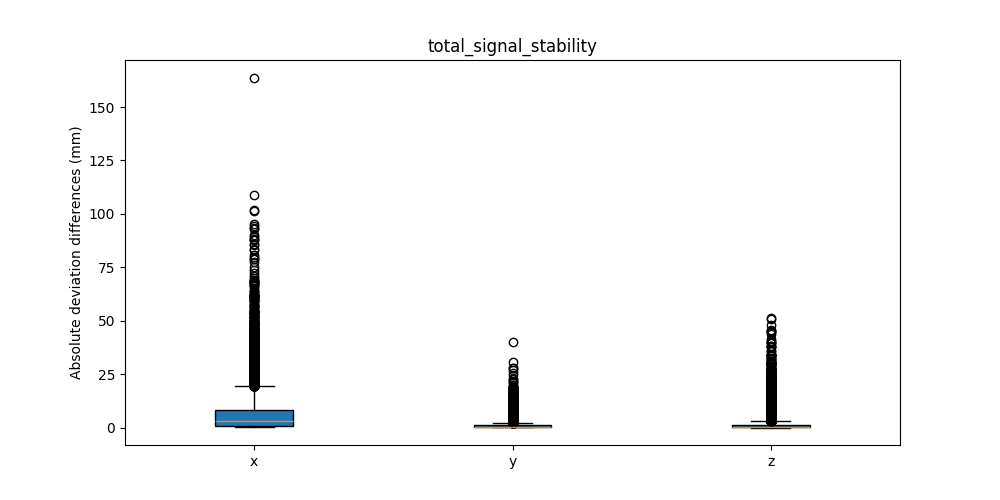 total_signal_stability
Absolute deviation differences (mm)
150
125
100
75
50
25
0
x y z